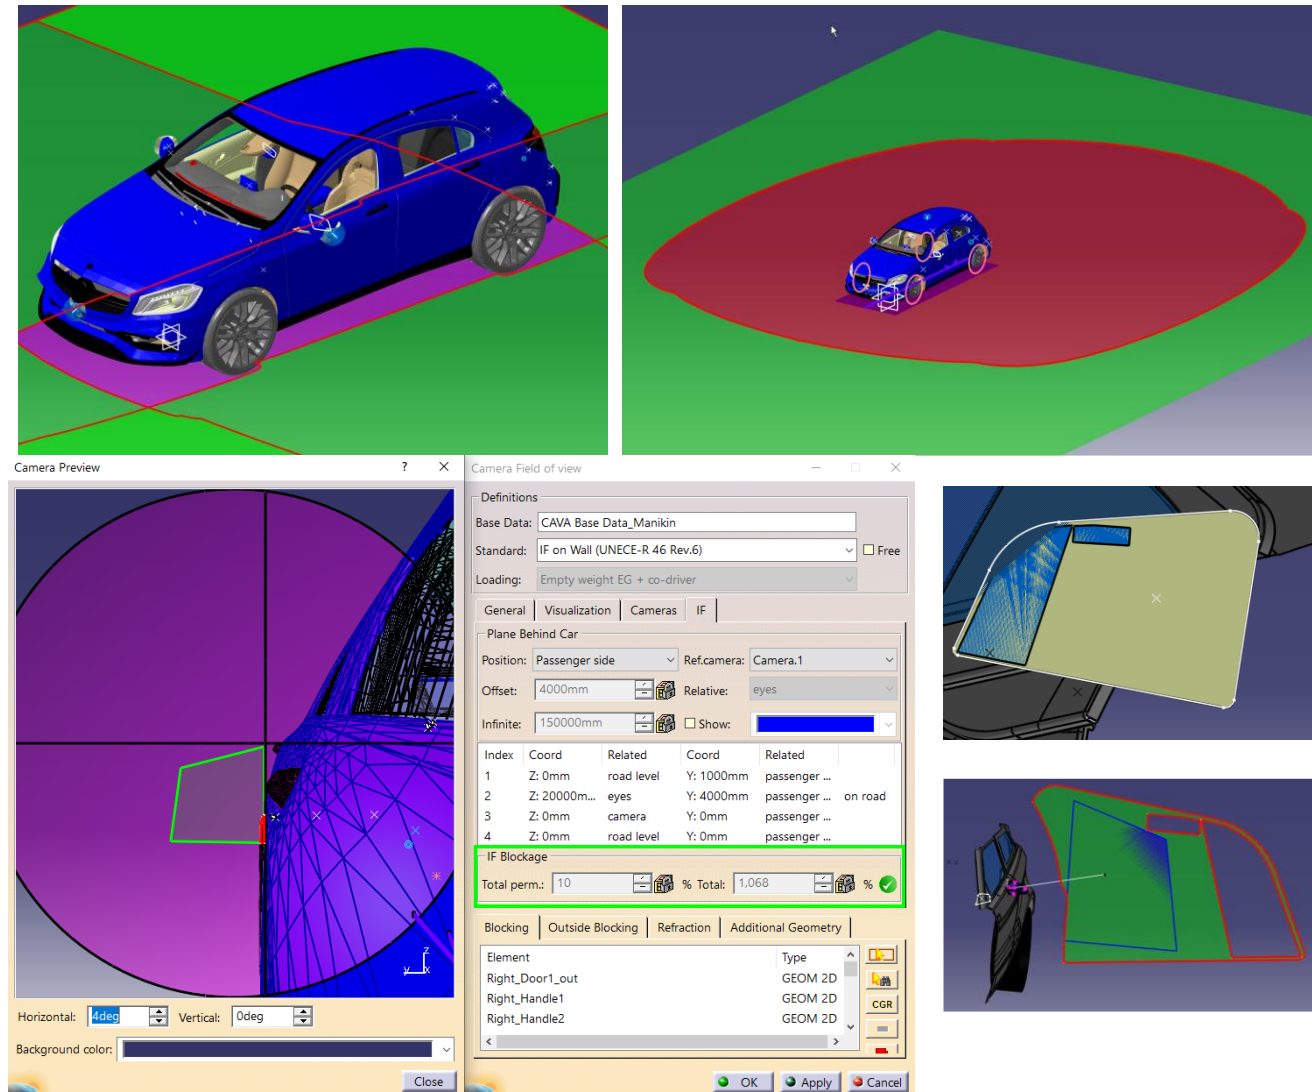 Camera Preview ? ×
Horizontal: 4deg Vertical: 0deg
Background color:
Close
Camera Field of view
Definitions
Base Data: CAVA Base Data_Manikin
Standard: IF on Wall (UNECE-R 46 Rev.6) Free
Loading: Empty weight EG + co-driver
General Visualization Cameras IF
Plane Behind Car
Position: Passenger side Ref.camera: Camera.1
Offset: 4000mm Relative: eyes
Infinite: 150000mm Show:
Index Coord Related Coord Related
1 Z: 0mm road level Y: 1000mm passenger ...
2 Z: 20000m... eyes Y: 4000mm passenger ... on road
3 Z: 0mm camera Y: 0mm passenger ...
4 Z: 0mm road level Y: 0mm passenger ...
IF Blockage
Total perm.: 10 % Total: 1,068 %
Blocking Outside Blocking Refraction Additional Geometry
Element Type
Right_Door1_out GEOM 2D
Right_Handle1 GEOM 2D
Right_Handle2 GEOM 2D
CGR
OK Apply Cancel
z
y x